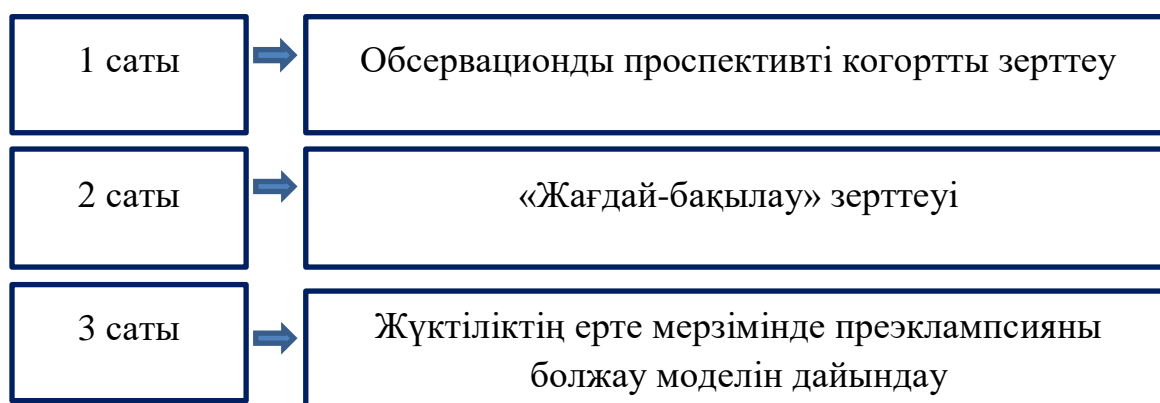 1 саты
Обсервационды проспективті когортты зерттеу
2 саты
«Жағдай-бақылау» зерттеуі
3 саты
Жүктіліктің ерте мерзімінде преэклампсияны
болжау моделін дайындау